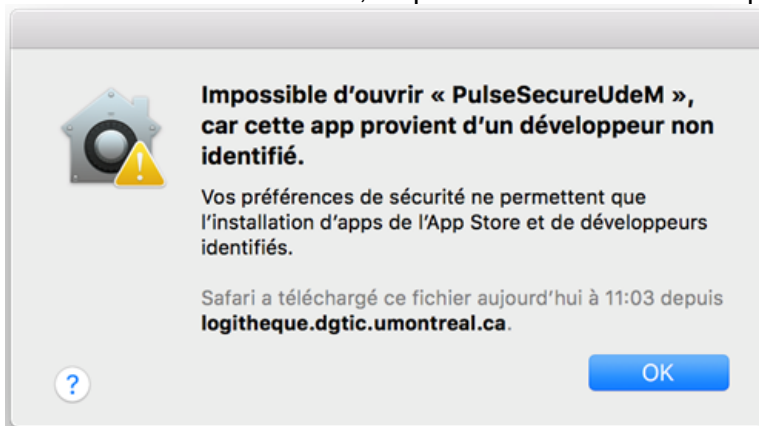 Impossible d'ouvrir « PulseSecureUdeM »,
car cette app provient d'un développeur non
identifié.
Vos préférences de sécurité ne permettent que
l'installation d'apps de l'App Store et de développeurs
identifiés.
Safari a téléchargé ce fichier aujourd'hui à 11:03 depuis
logitheque.dgtic.umontreal.ca.
?
OK